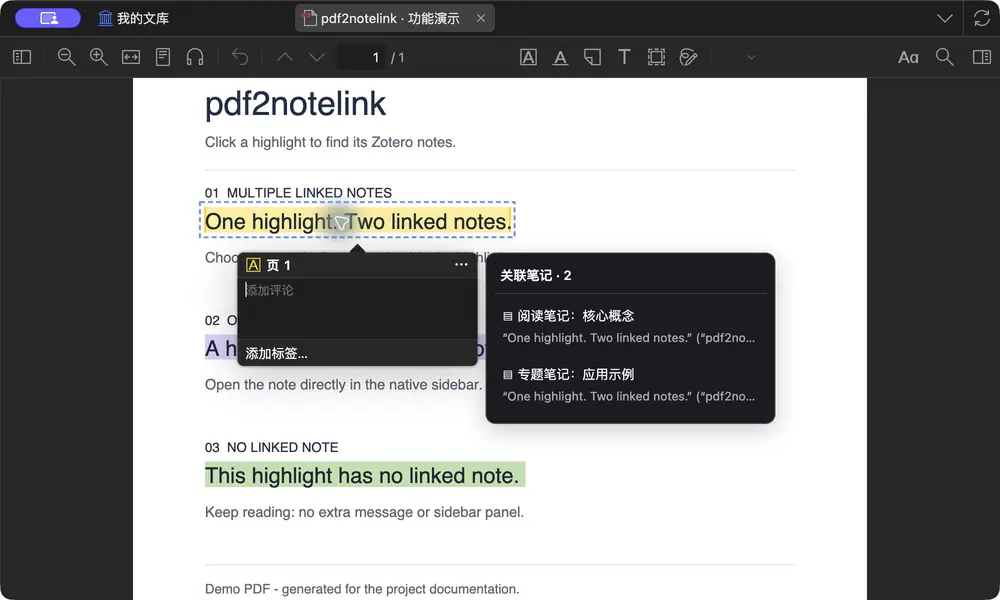 我的文库
pdf2notelink · 功能演示
1 / 1
Aa
pdf2notelink
Click a highlight to find its Zotero notes.
01 MULTIPLE LINKED NOTES
One highlight. Two linked notes.
Choo
页 1
添加评论
添加标签...
关联笔记 · 2
阅读笔记：核心概念
“One highlight. Two linked notes.” (“pdf2no...
专题笔记：应用示例
“One highlight. Two linked notes.” (“pdf2no...
02 O
A h
Open the note directly in the native sidebar.
03 NO LINKED NOTE
This highlight has no linked note.
Keep reading: no extra message or sidebar panel.
Demo PDF - generated for the project documentation.